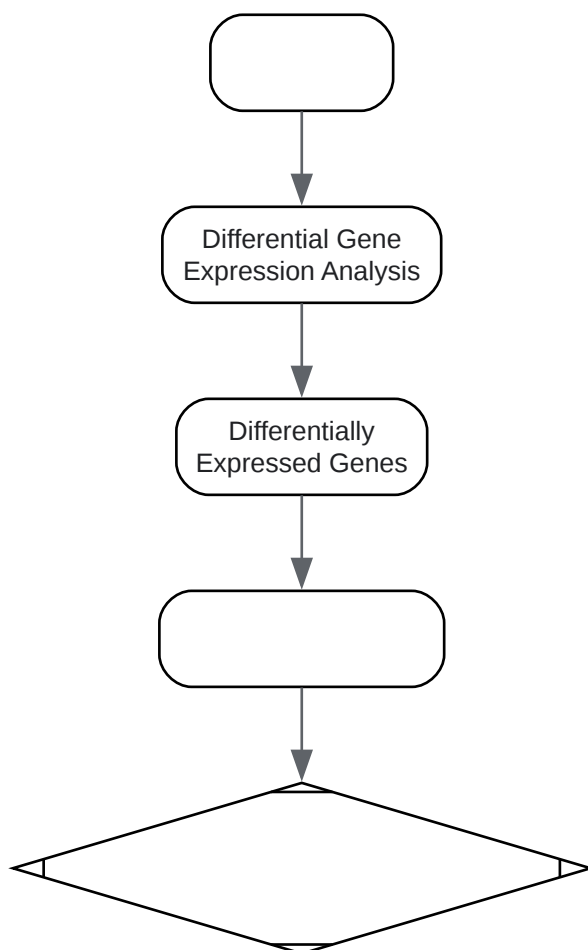 Differential Gene
Expression Analysis
Differentially
Expressed Genes